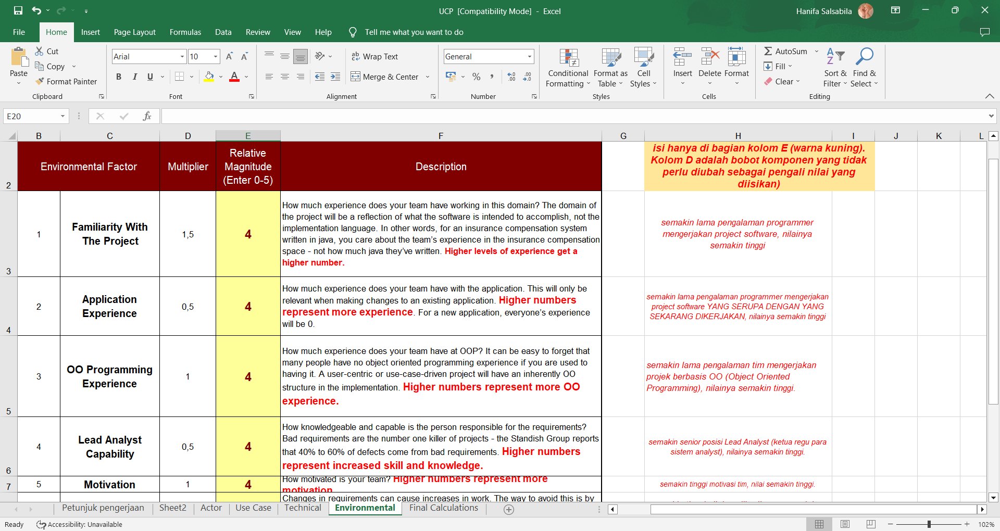 UCP [Compatibility Mode] - Excel
Hanifa Salsabila
File Home Insert Page Layout Formulas Data Review View Help Tell me what you want to do
Cut
Copy
Format Painter
Paste
Clipboard
Arial 10
B I U
Font
Wrap Text
Merge & Center
Alignment
General
Number
Conditional
Formatting
Format as
Table
Cell
Styles
Styles
Insert
Delete
Format
Cells
AutoSum
Fill
Clear
Sort &
Filter
Find &
Select
Editing
E20
fx
B C D E F G H I J K L
2
Environmental Factor
Multiplier
Relative
Magnitude
(Enter 0-5)
Description
isi hanya di bagian kolom E (warna kuning).
Kolom D adalah bobot komponen yang tidak
perlu diubah sebagai pengali nilai yang
diisikan)
3
1
Familiarity With
The Project
1,5
4
How much experience does your team have working in this domain? The domain of
the project will be a reflection of what the software is intended to accomplish, not the
implementation language. In other words, for an insurance compensation system
written in java, you care about the team’s experience in the insurance compensation
space - not how much java they’ve written. Higher levels of experience get a
higher number.
semakin lama pengalaman programmer
mengerjakan project software, nilainya
semakin tinggi
4
2
Application
Experience
0,5
4
How much experience does your team have with the application. This will only be
relevant when making changes to an existing application. Higher numbers
represent more experience. For a new application, everyone’s experience
will be 0.
semakin lama pengalaman programmer mengerjakan
project software YANG SERUPA DENGAN YANG
SEKARANG DIKERJAKAN, nilainya semakin tinggi
5
3
OO Programming
Experience
1
4
How much experience does your team have at OOP? It can be easy to forget that
many people have no object oriented programming experience if you are used to
having it. A user-centric or use-case-driven project will have an inherently OO
structure in the implementation. Higher numbers represent more OO
experience.
semakin lama pengalaman tim mengerjakan
projek berbasis OO (Object Oriented
Programming), nilainya semakin tinggi.
6
4
Lead Analyst
Capability
0,5
4
How knowledgeable and capable is the person responsible for the requirements?
Bad requirements are the number one killer of projects - the Standish Group reports
that 40% to 60% of defects come from bad requirements. Higher numbers
represent increased skill and knowledge.
semakin senior posisi Lead Analyst (ketua regu para
sistem analyst), nilainya semakin tinggi.
7
5
Motivation
1
4
How motivated is your team? Higher numbers represent more
motivation
semakin tinggi motivasi tim, nilai semakin tinggi.
Changes in requirements can cause increases in work. The way to avoid this is by
Petunjuk pengerjaan Sheet2 Actor Use Case Technical Environmental Final Calculations
Ready
Accessibility: Unavailable
102%